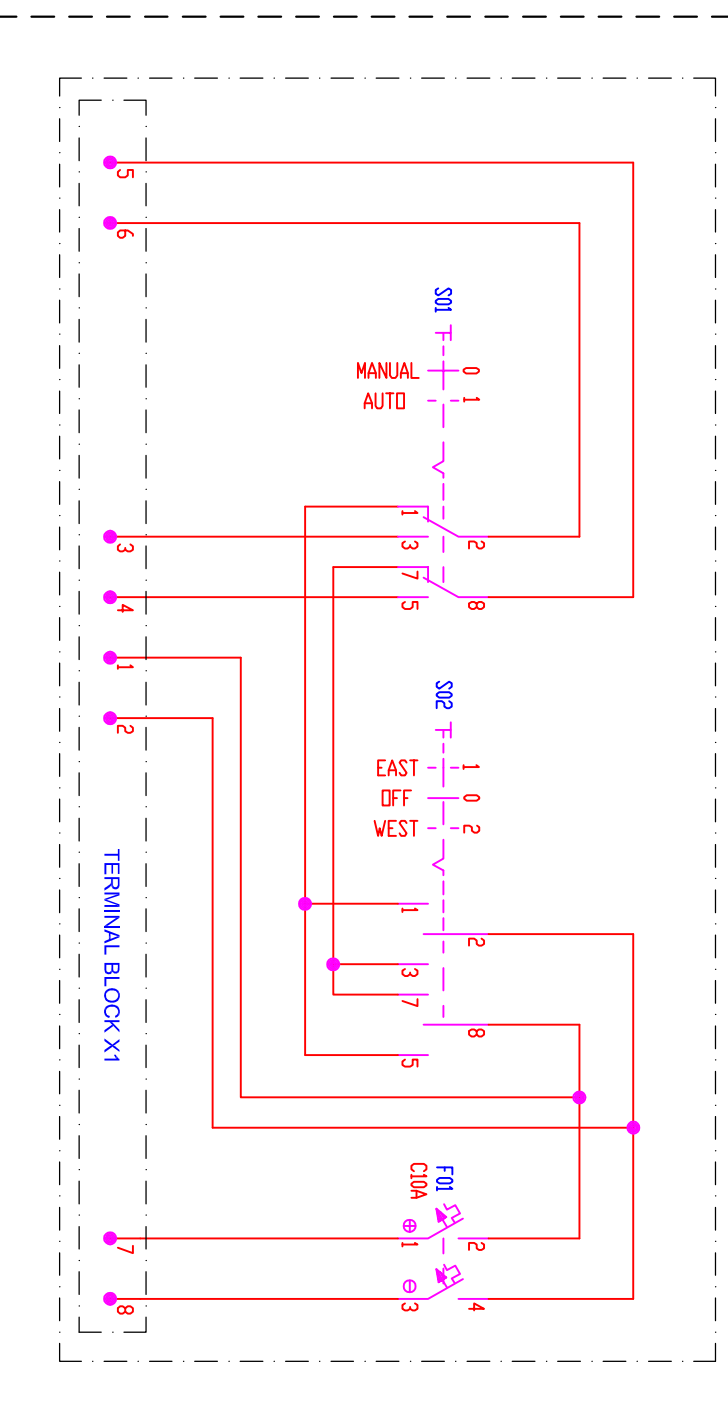 5
6
S01
MANUAL 0
AUTO 1
1
3 2
7
5 8
3
4
1
2
S02
EAST 1
OFF 0
WEST 2
1
2
3
7
8
5
TERMINAL BLOCK X1
F01
C10A
⊕ 1 2
⊖ 3 4
7
8